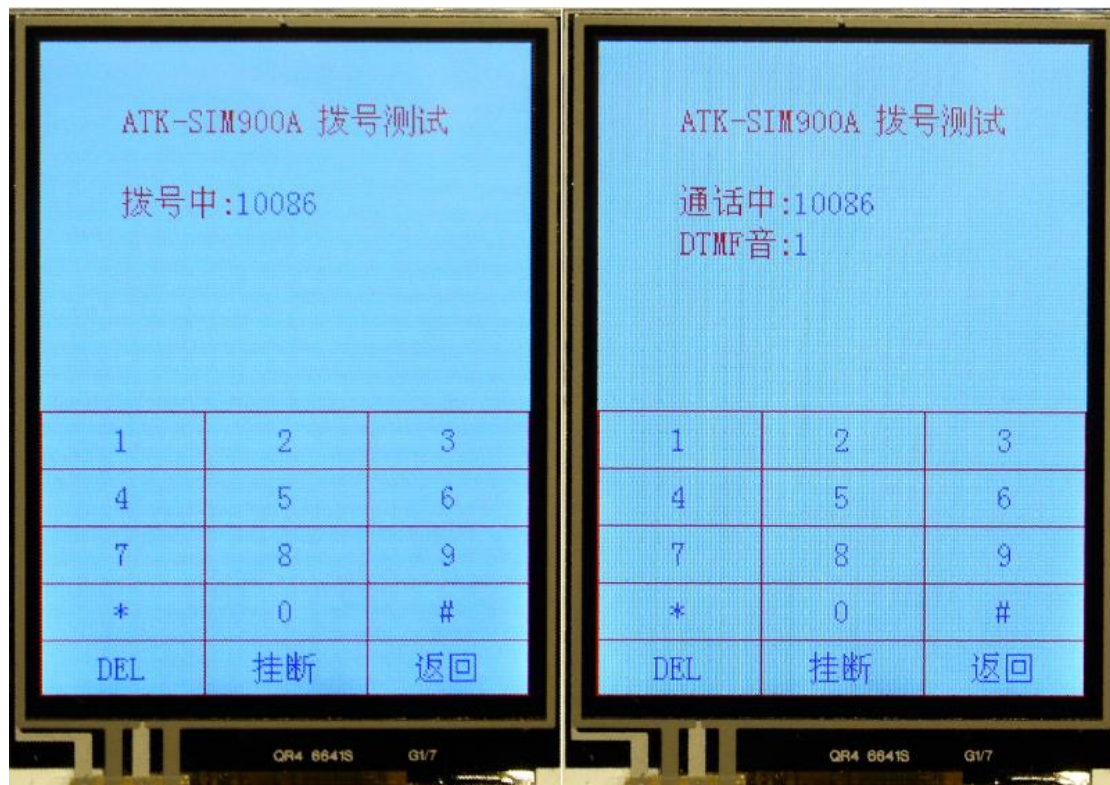 ATK-SIM900A 拨号测试
拨号中:10086
1 2 3
4 5 6
7 8 9
* 0 #
DEL 挂断 返回
QR4 6641S G1/7
ATK-SIM900A 拨号测试
通话中:10086
DTMF音:1
1 2 3
4 5 6
7 8 9
* 0 #
DEL 挂断 返回
QR4 6641S G1/7